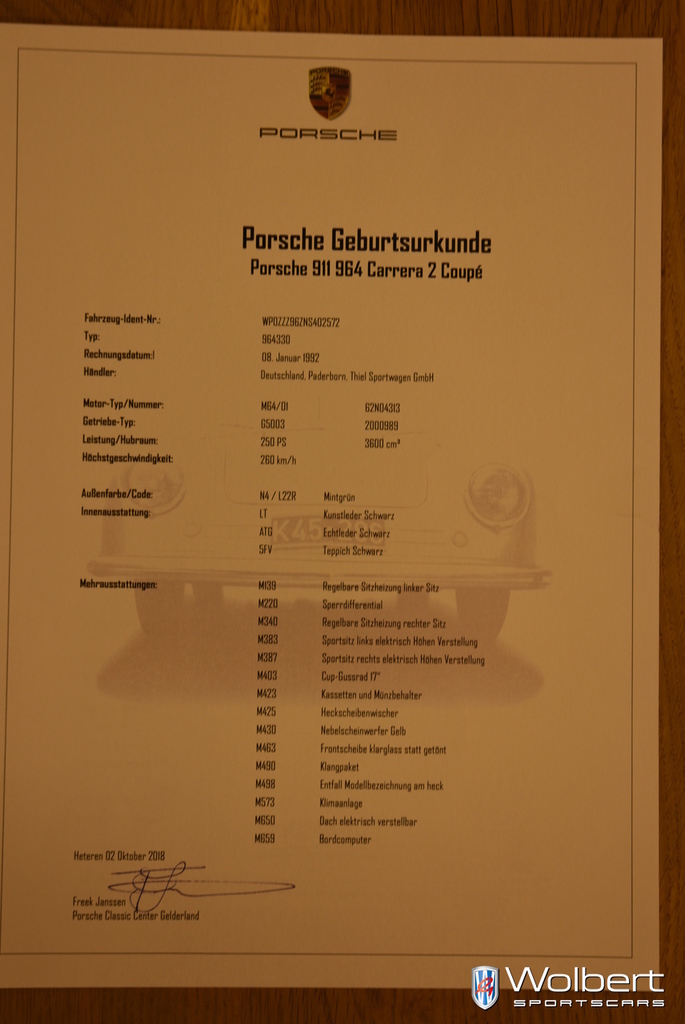 PORSCHE
Porsche Geburtsurkunde
Porsche 911 964 Carrera 2 Coupé
Fahrzeug-Ident-Nr.: WP0ZZZ96ZNS402572
Typ: 964330
Rechnungsdatum:l 08. Januar 1992
Händler: Deutschland, Paderborn, Thiel Sportwagen GmbH
Motor-Typ/Nummer: M64/01 62N04313
Getriebe-Typ: G5003 2000989
Leistung/Hubraum: 250 PS 3600 cm³
Höchstgeschwindigkeit: 260 km/h
Außenfarbe/Code: N4 / L22R Mintgrün
Innenausstattung: LT Kunstleder Schwarz
ATG Echtleder Schwarz
5FV Teppich Schwarz
Mehrausstattungen: M139 Regelbare Sitzheizung linker Sitz
M220 Sperrdifferential
M340 Regelbare Sitzheizung rechter Sitz
M383 Sportsitz links elektrisch Höhen Verstellung
M387 Sportsitz rechts elektrisch Höhen Verstellung
M403 Cup-Gussrad 17"
M423 Kassetten und Münzbehalter
M425 Heckscheibenwischer
M430 Nebelscheinwerfer Gelb
M463 Frontscheibe klarglass statt getönt
M490 Klangpaket
M498 Entfall Modellbezeichnung am heck
M573 Klimaanlage
M650 Dach elektrisch verstellbar
M659 Bordcomputer
Heteren 02 Oktober 2018
Freek Janssen
Porsche Classic Center Gelderland
Wolbert
SPORTSCARS